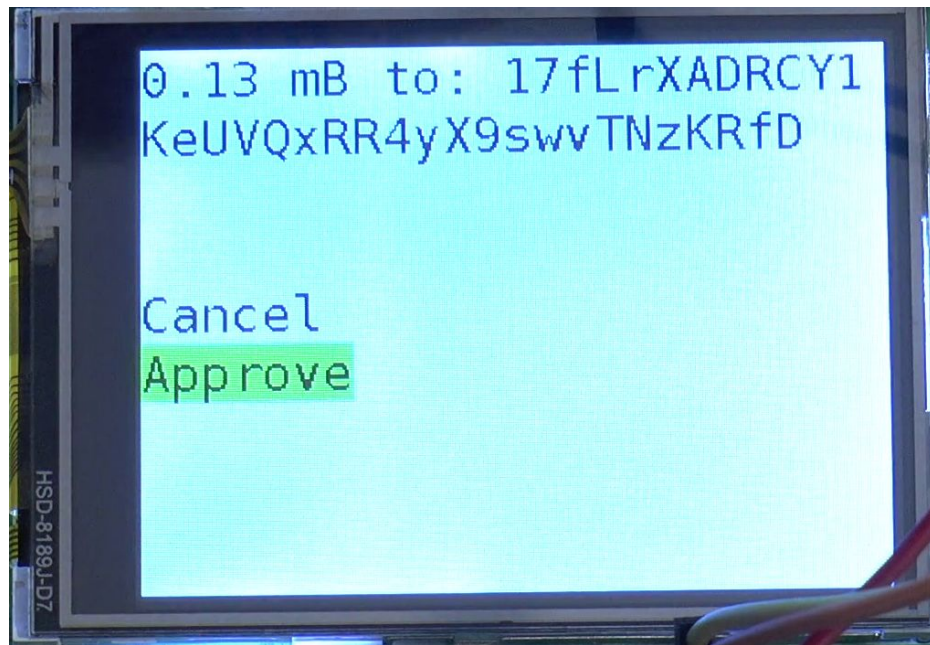 0.13 mB to: 17fLrXADRCY1
KeUVQxRR4yX9swvTNzKRfD
Cancel
Approve
HSD-8189J-D7.